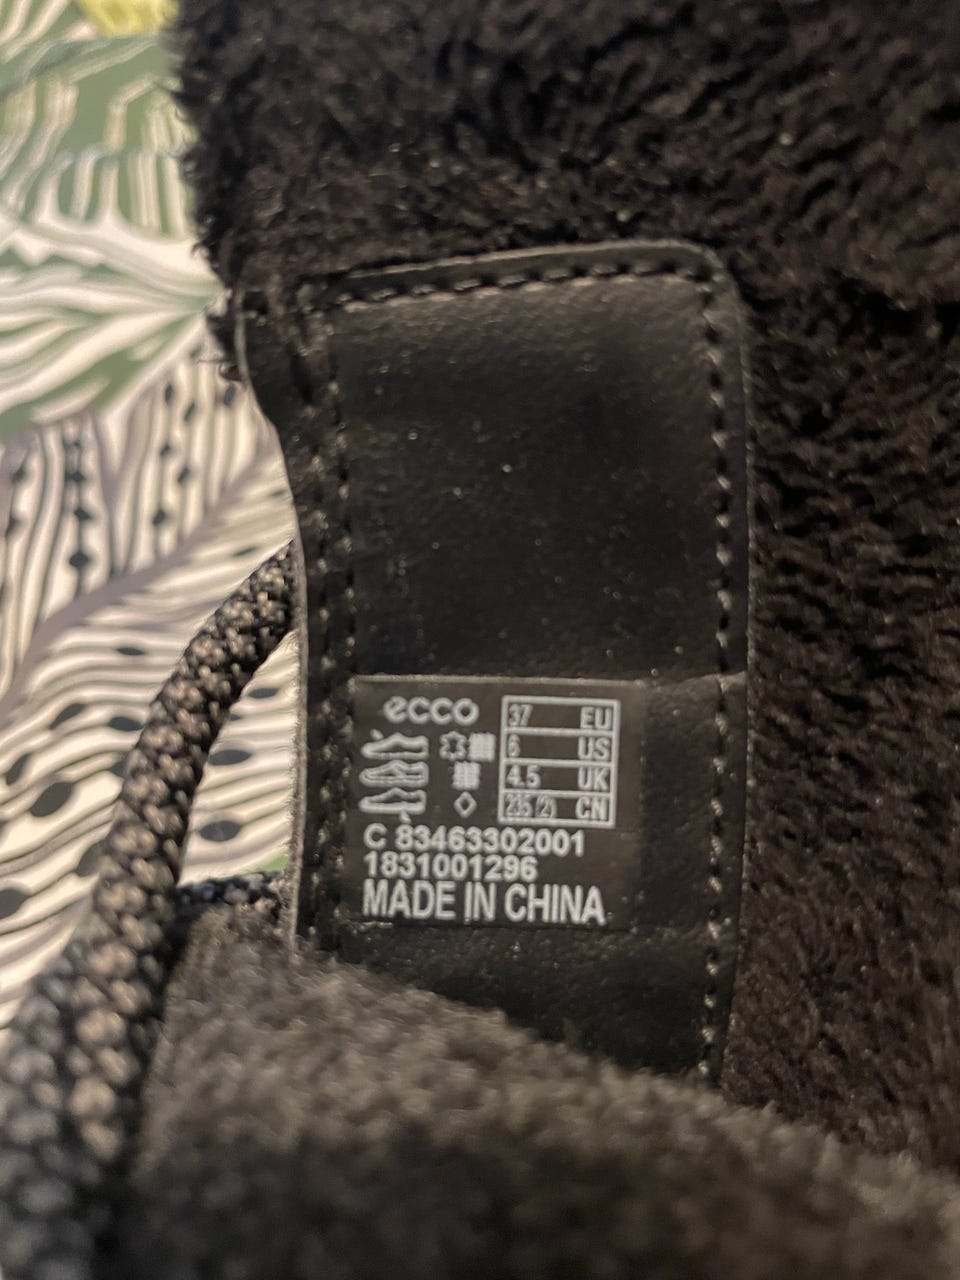 ecco
37 EU
6 US
4.5 UK
235(2) CN
C 83463302001
1831001296
MADE IN CHINA